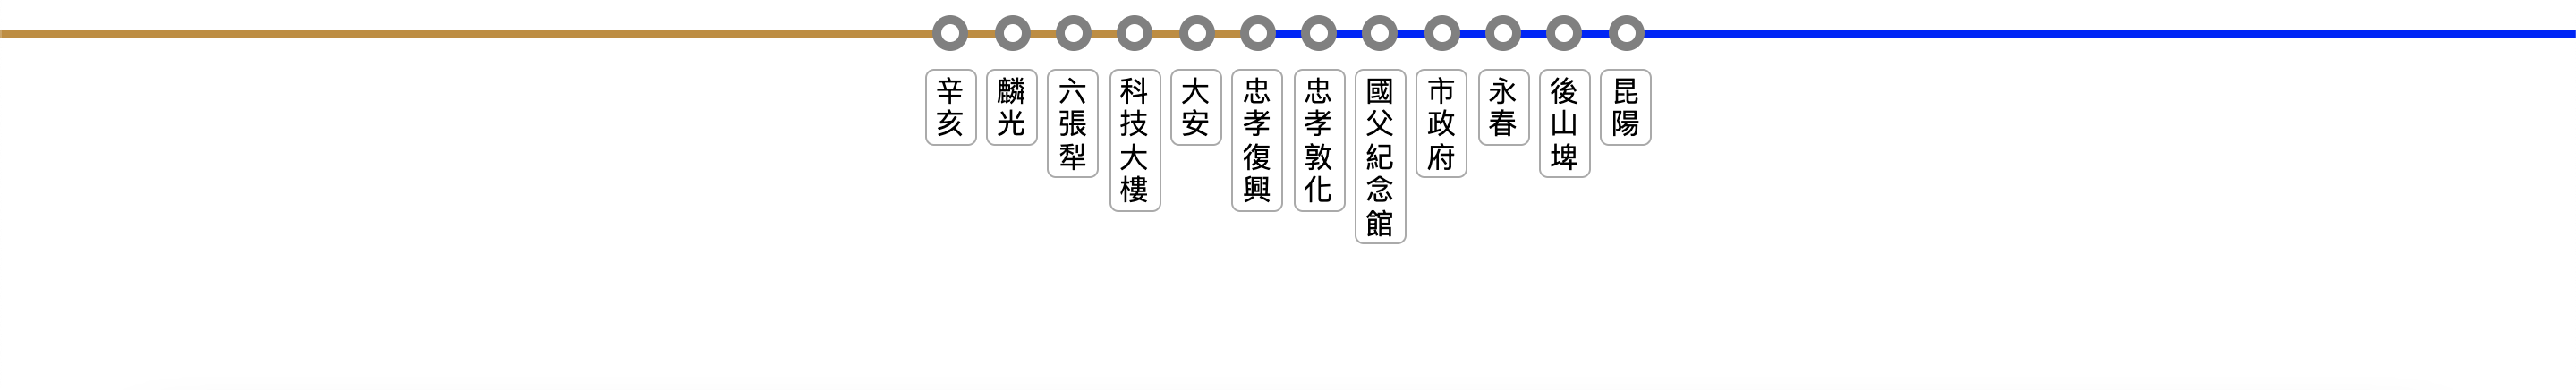 辛亥
麟光
六張犁
科技大樓
大安
忠孝復興
忠孝敦化
國父紀念館
市政府
永春
後山埤
昆陽